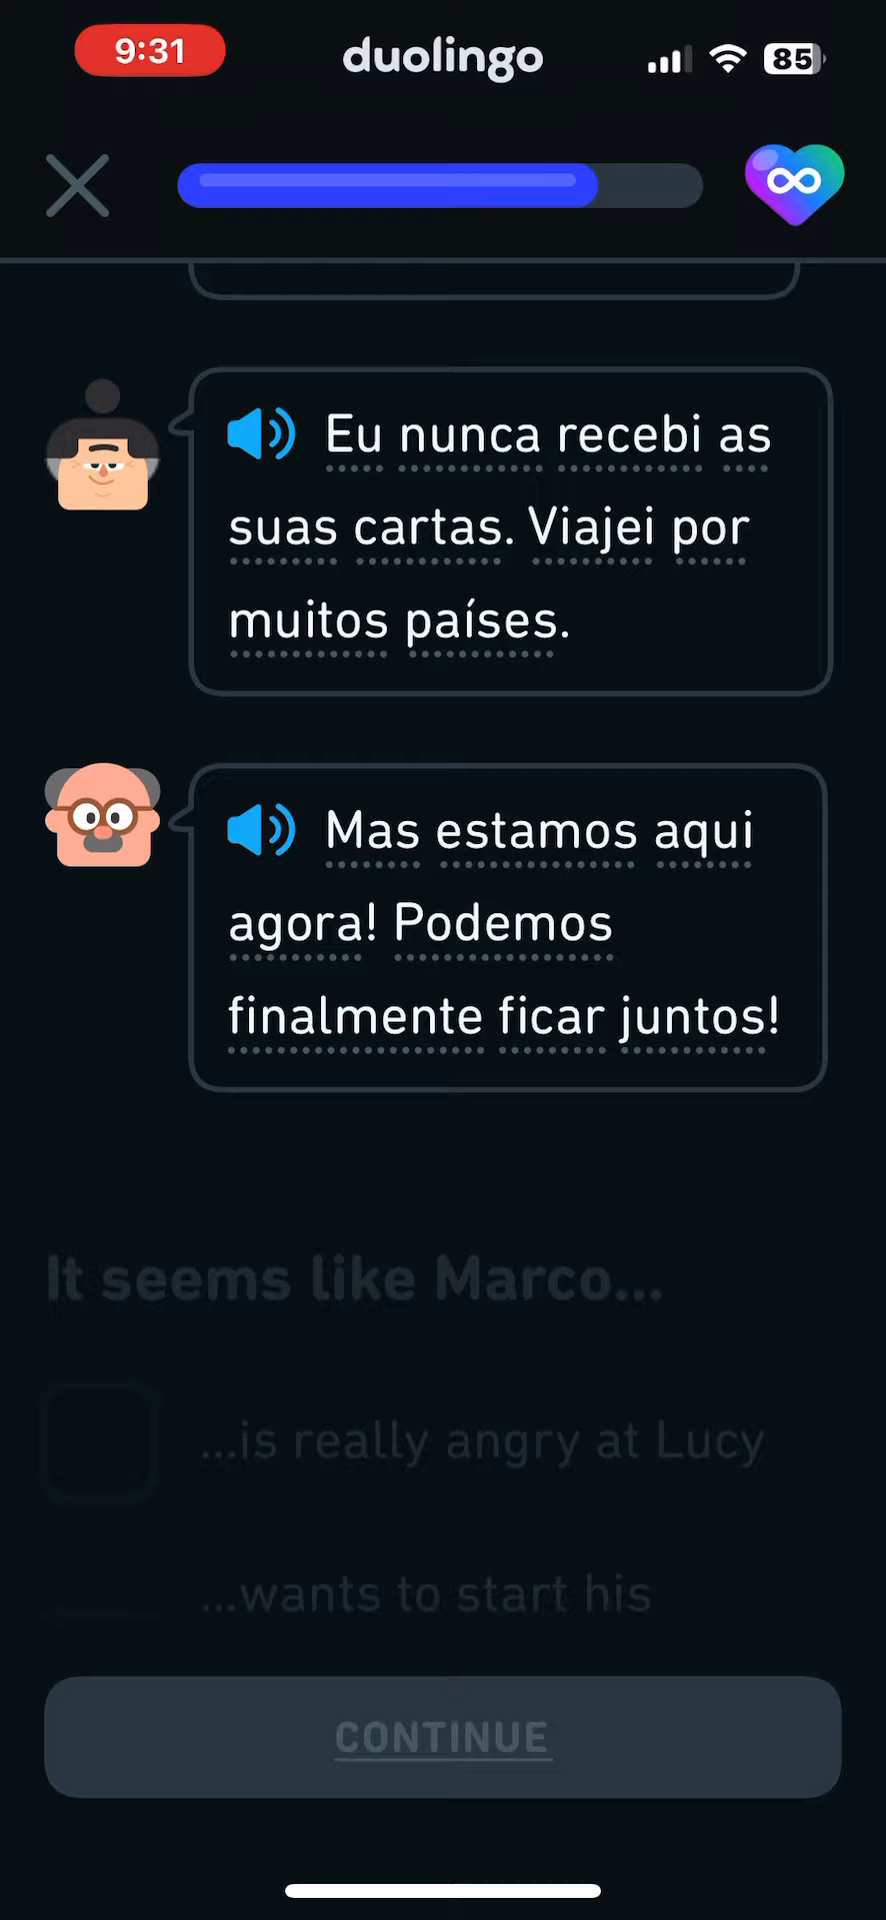 9:31
duolingo
85
Eu nunca recebi as
suas cartas. Viajei por
muitos países.
Mas estamos aqui
agora! Podemos
finalmente ficar juntos!
It seems like Marco...
...is really angry at Lucy
...wants to start his
CONTINUE